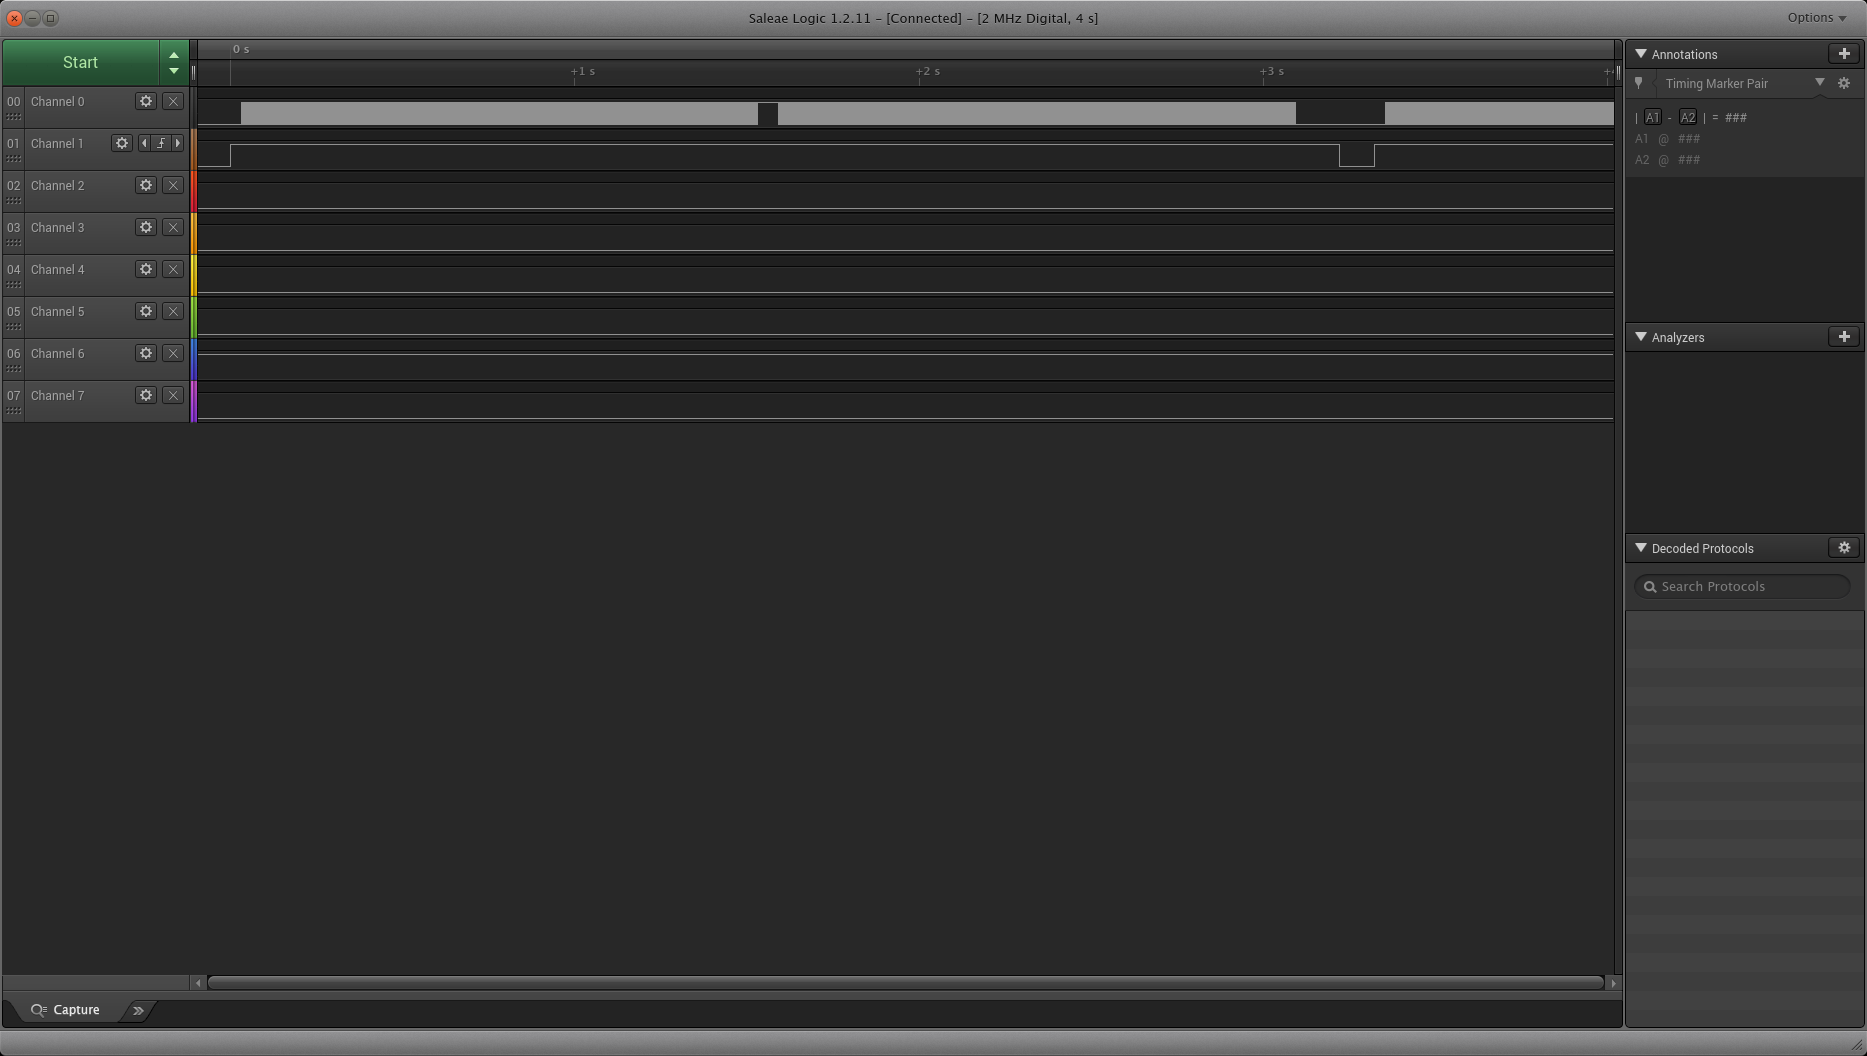 Saleae Logic 1.2.11 – [Connected] – [2 MHz Digital, 4 s]
Options
Start
0 s
+1 s
+2 s
+3 s
00 Channel 0
01 Channel 1
02 Channel 2
03 Channel 3
04 Channel 4
05 Channel 5
06 Channel 6
07 Channel 7
Annotations
Timing Marker Pair
| A1 - A2 | = ###
A1 @ ###
A2 @ ###
Analyzers
Decoded Protocols
Search Protocols
Capture